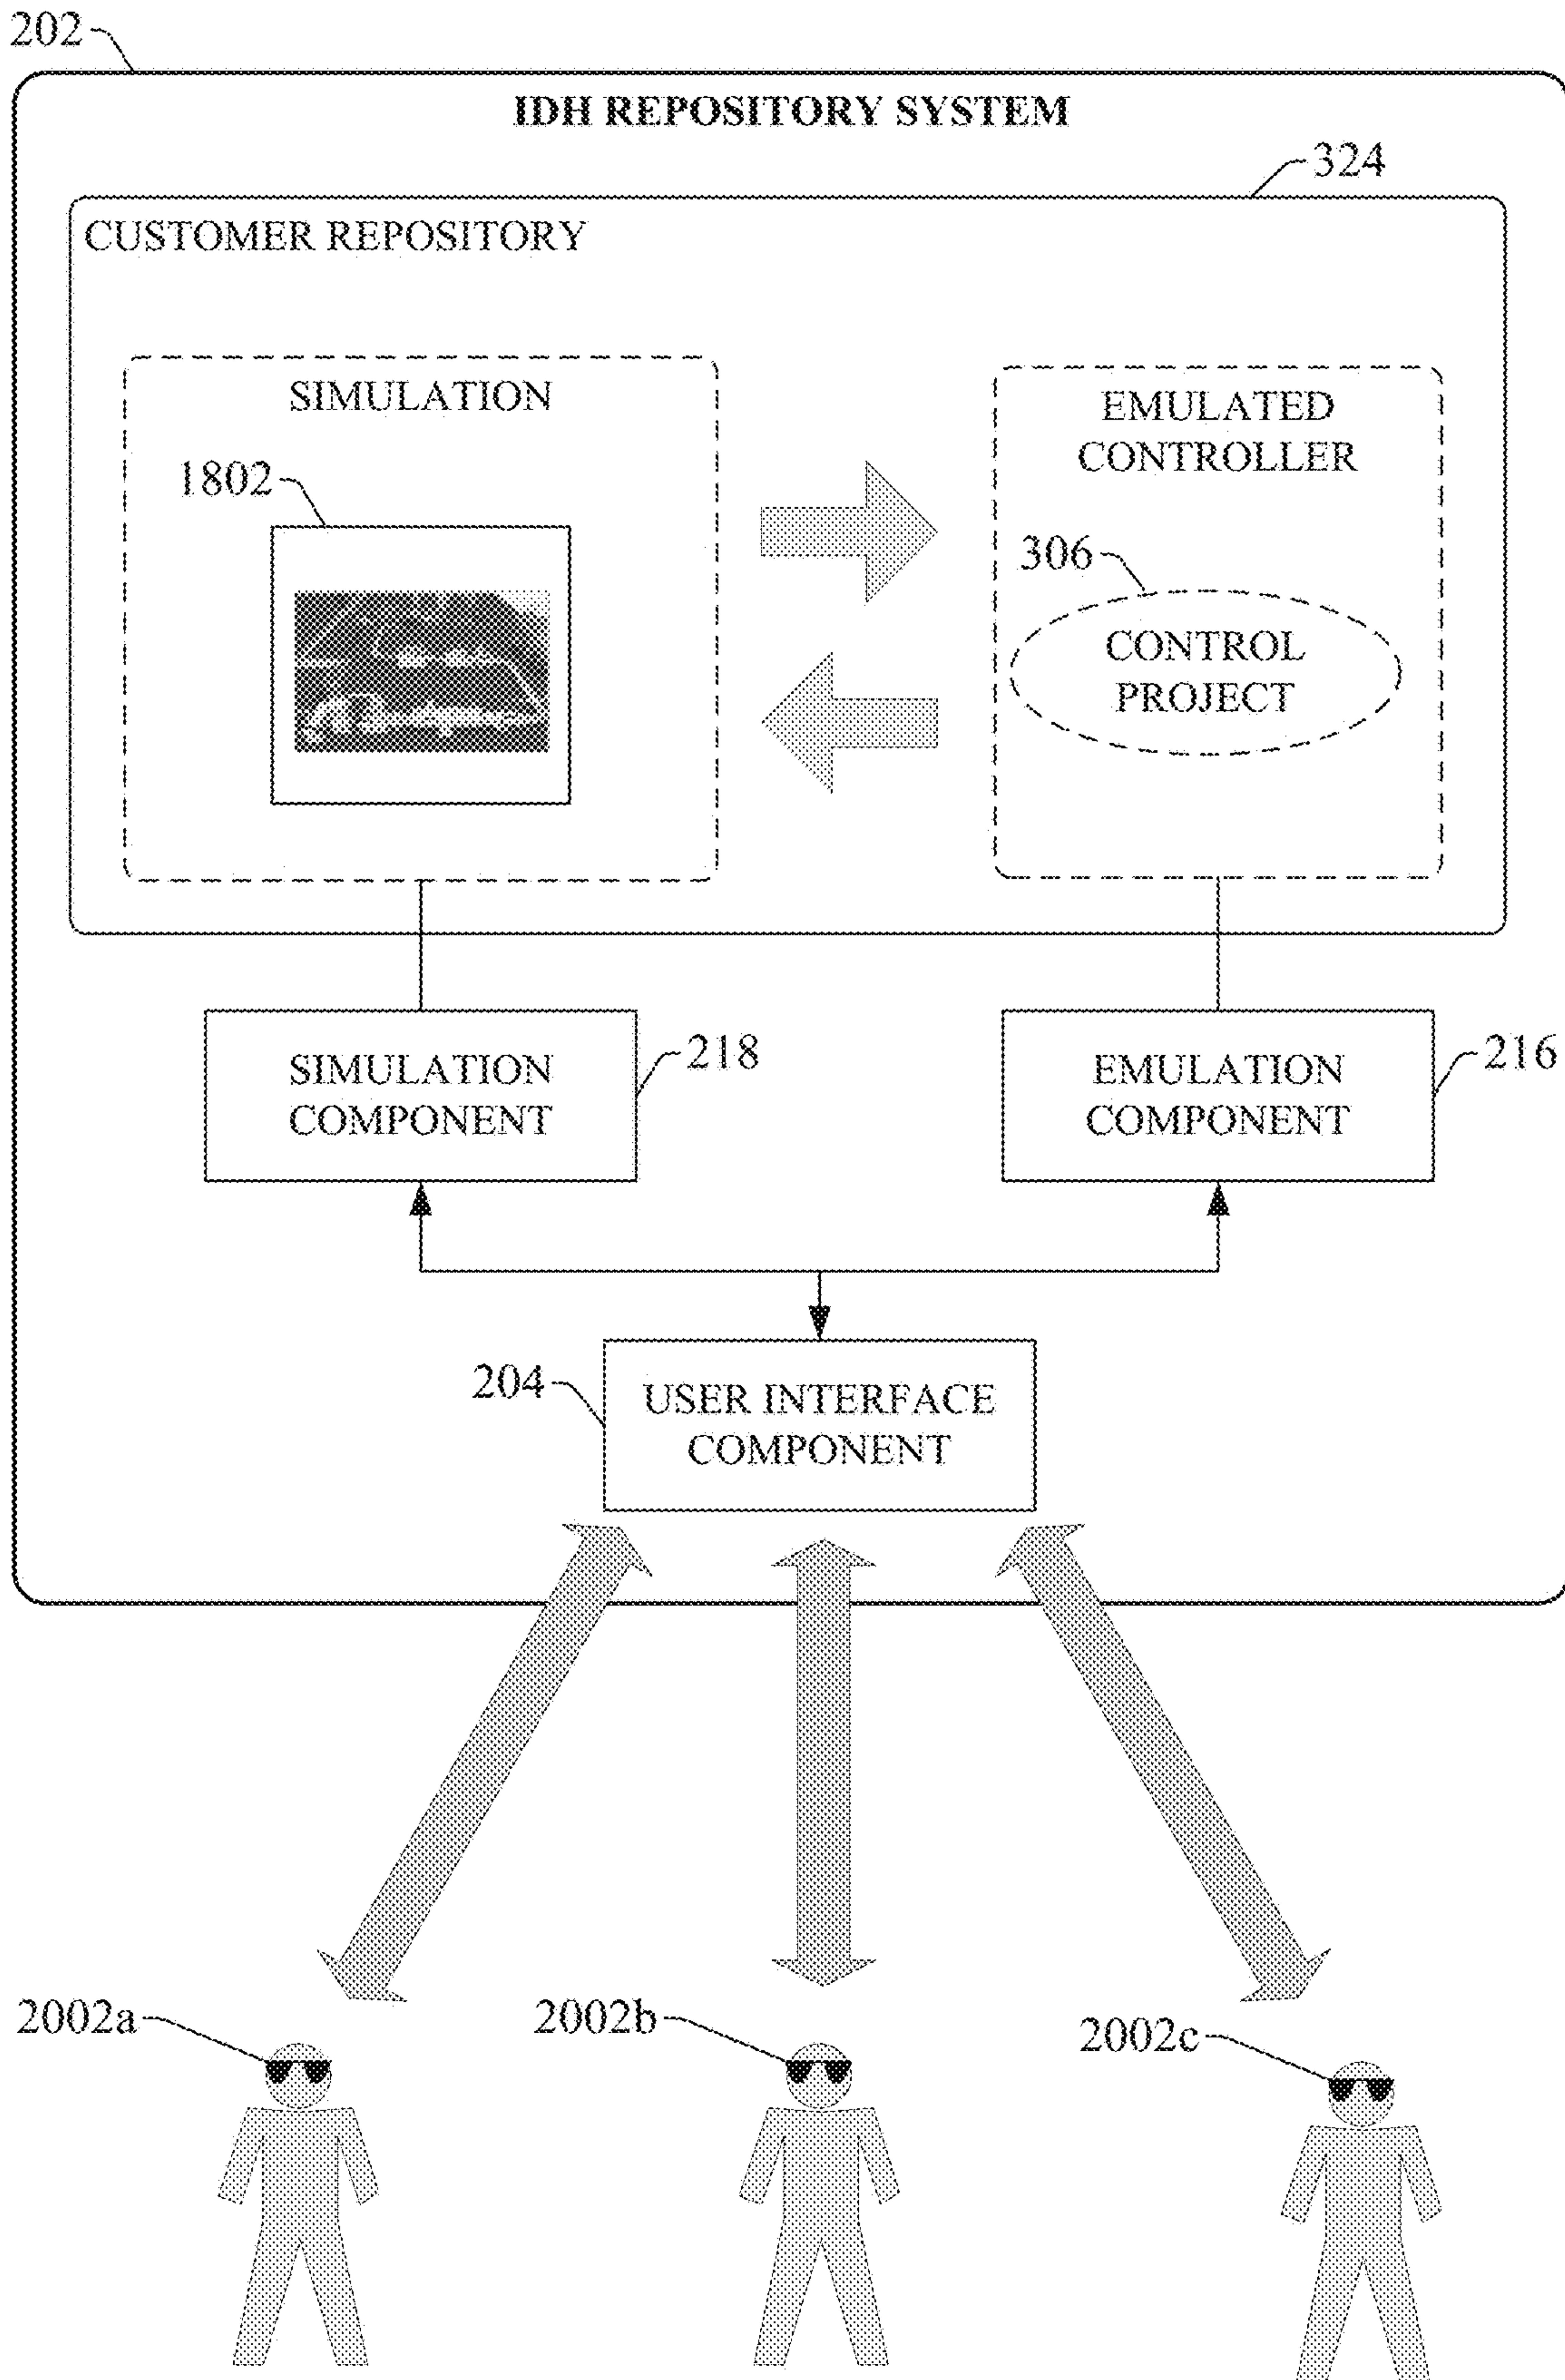 202
IDH REPOSITORY SYSTEM
324
CUSTOMER REPOSITORY
SIMULATION
1802
EMULATED
CONTROLLER
306
CONTROL
PROJECT
SIMULATION
COMPONENT
218
EMULATION
COMPONENT
216
204
USER INTERFACE
COMPONENT
2002a
2002b
2002c